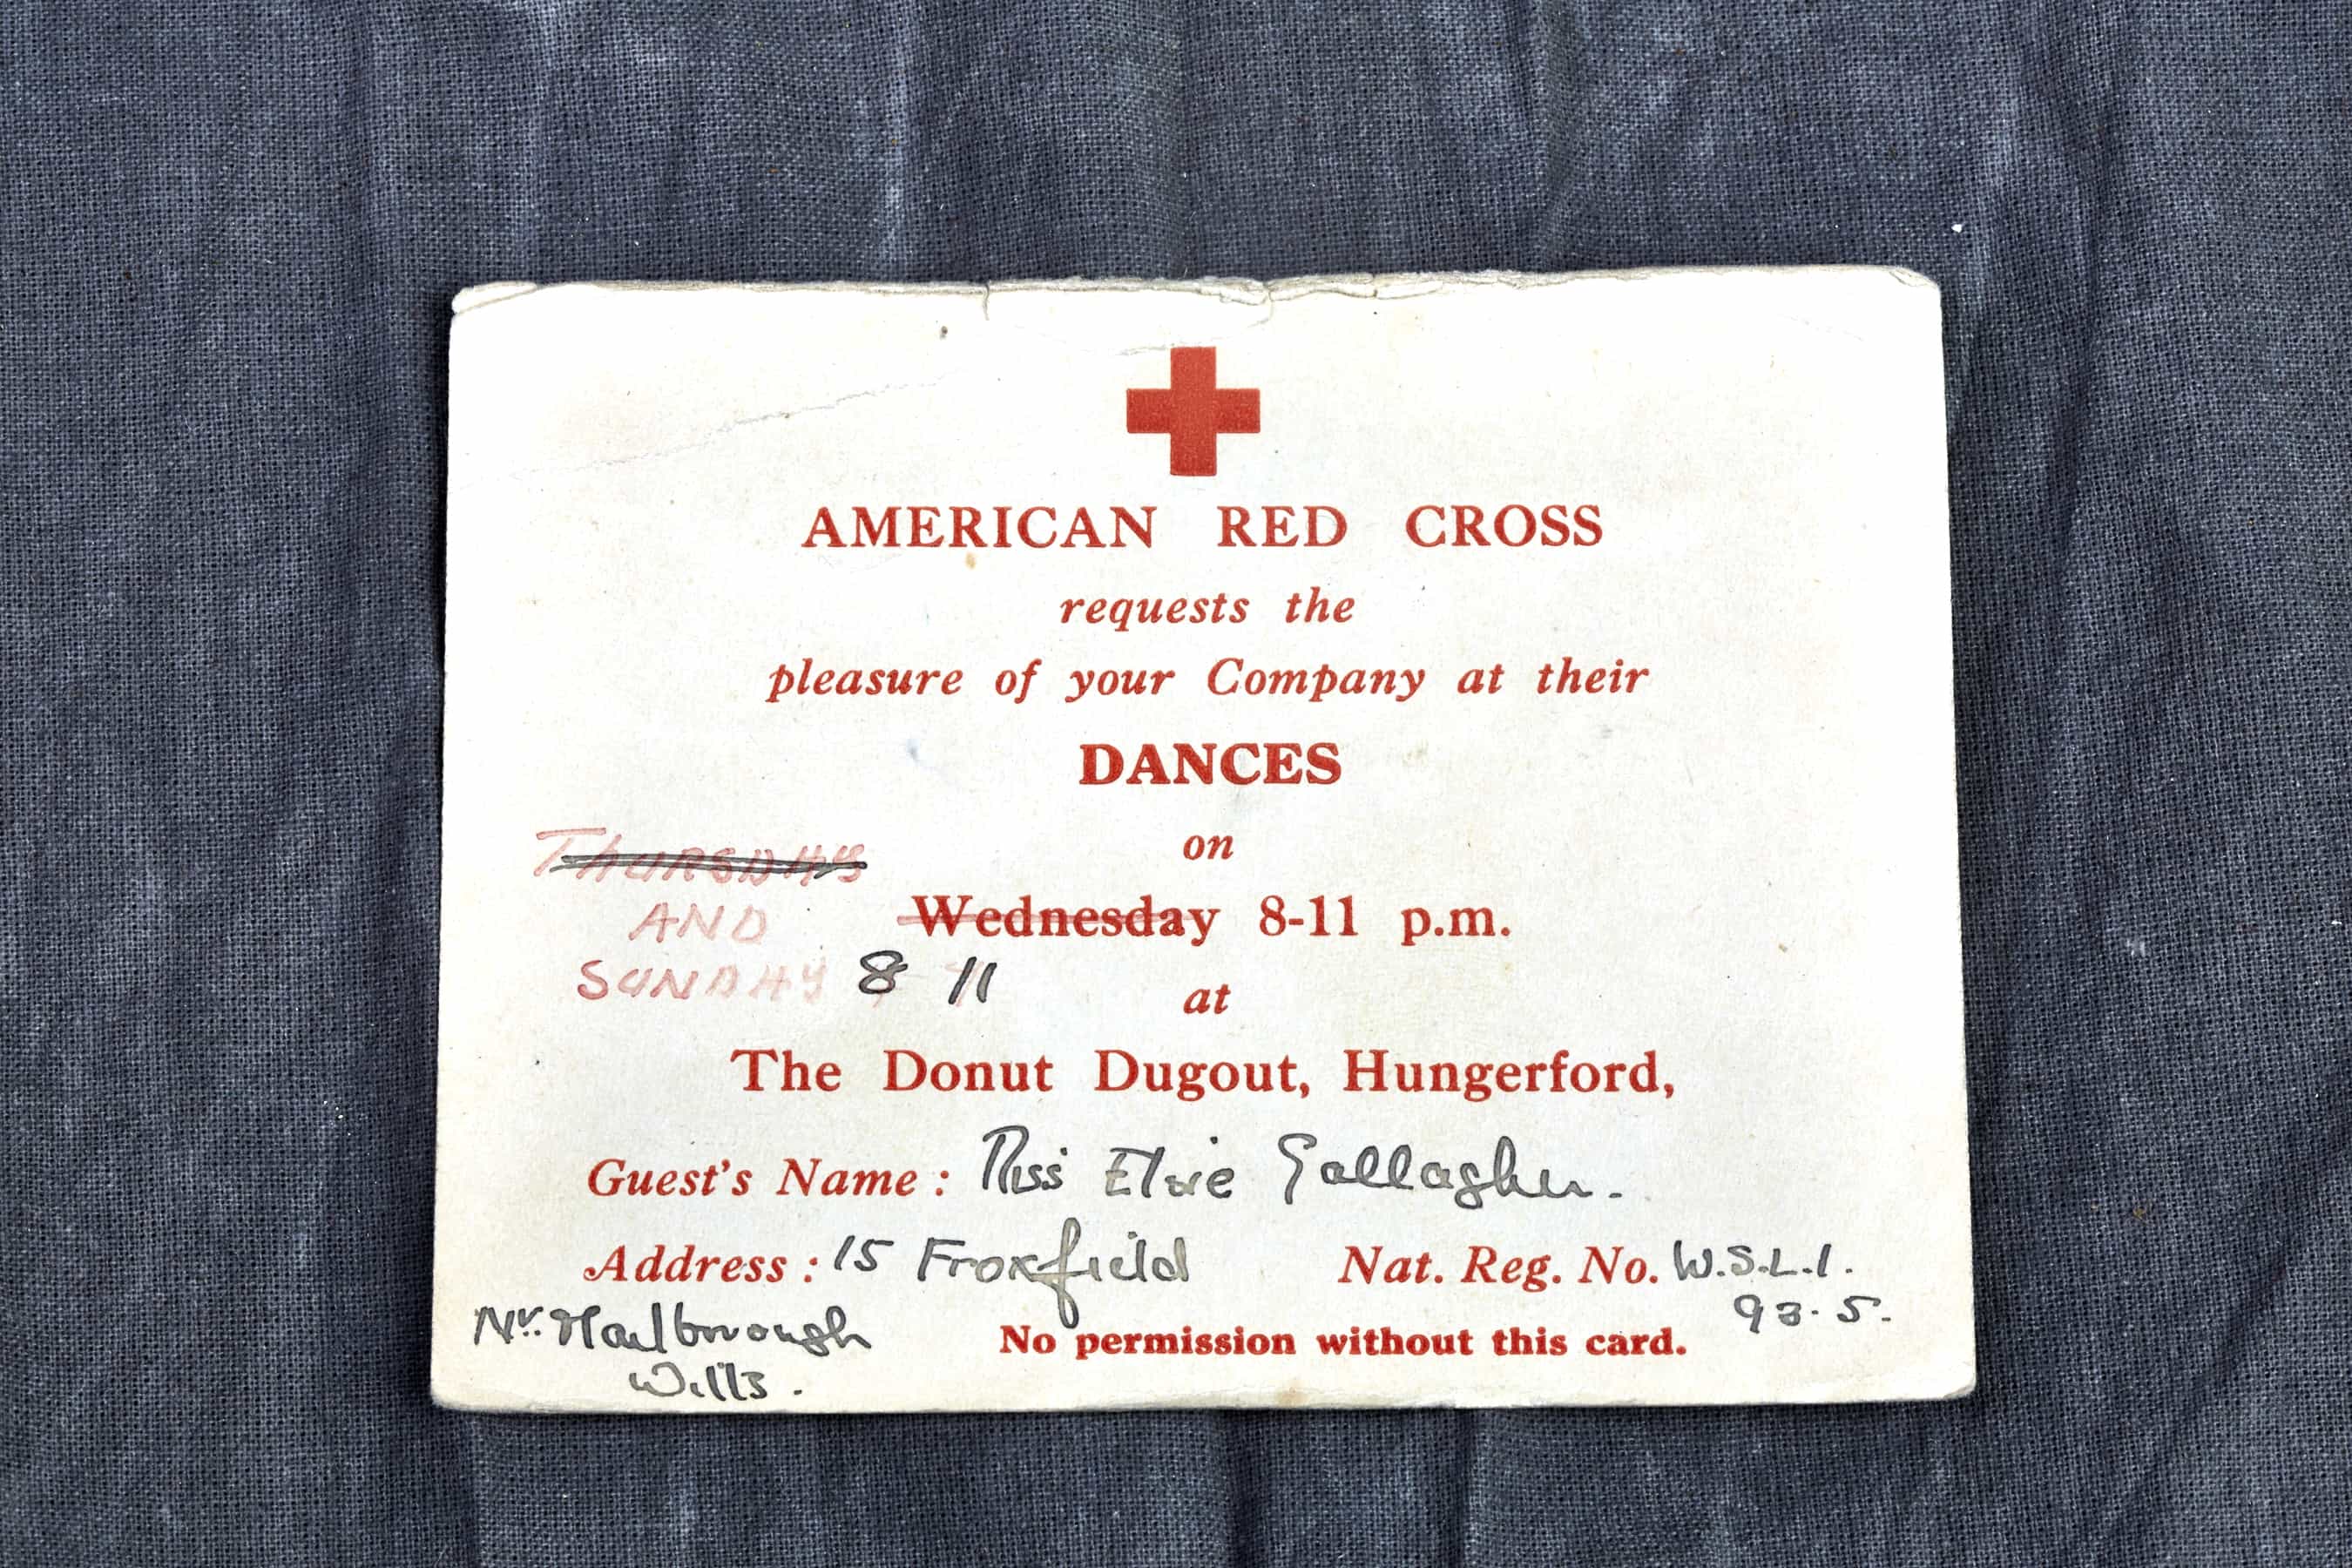 AMERICAN RED CROSS
requests the
pleasure of your Company at their
DANCES
on
THURSDAYS
AND
Wednesday 8-11 p.m.
SUNDAY 8 11
at
The Donut Dugout, Hungerford,
Guest's Name : Miss Elsie Gallagher.
Address : 15 Froxfield
Nat. Reg. No. W.S.L.1.
93.5.
Nr. Marlborough
Wilts.
No permission without this card.